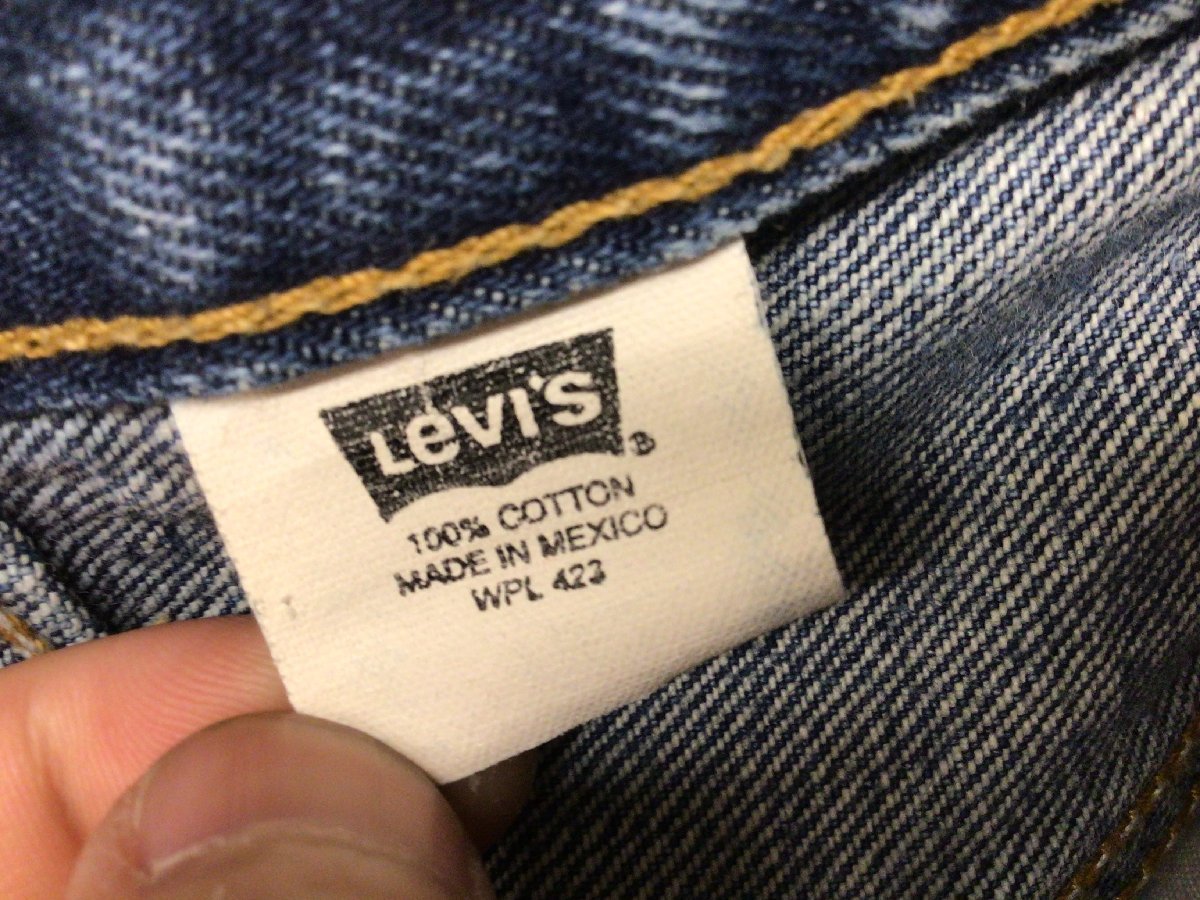 LeVI'S ®
100% COTTON
MADE IN MEXICO
WPL 423